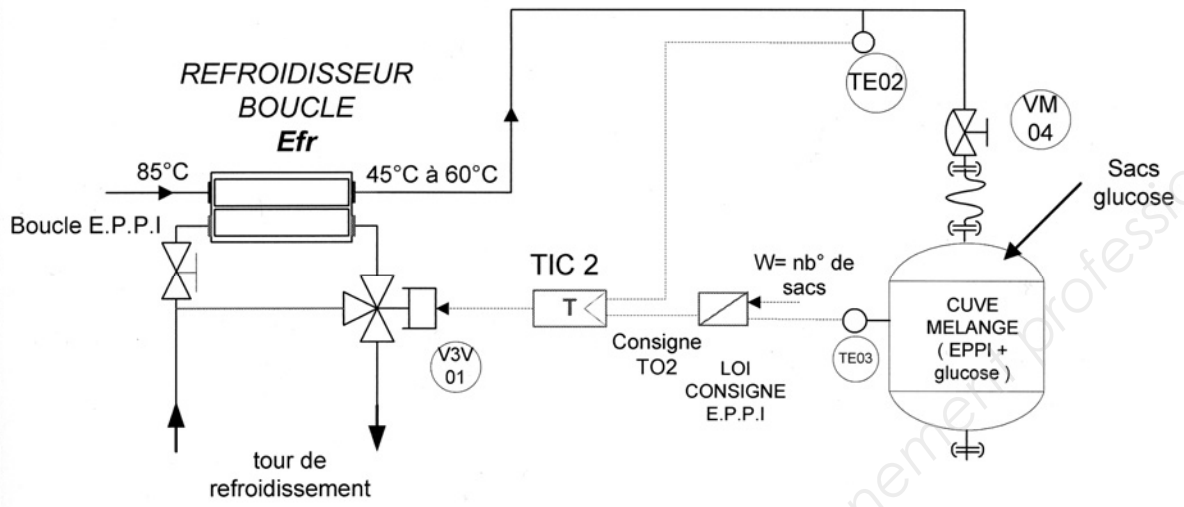 REFROIDISSEUR
BOUCLE
Efr
85°C
45°C à 60°C
Boucle E.P.P.I
TE02
VM
04
Sacs
glucose
TIC 2
T
W= nb° de
sacs
Consigne
TO2
LOI
CONSIGNE
E.P.P.I
TE03
CUVE
MELANGE
( EPPI +
glucose )
V3V
01
tour de
refroidissement